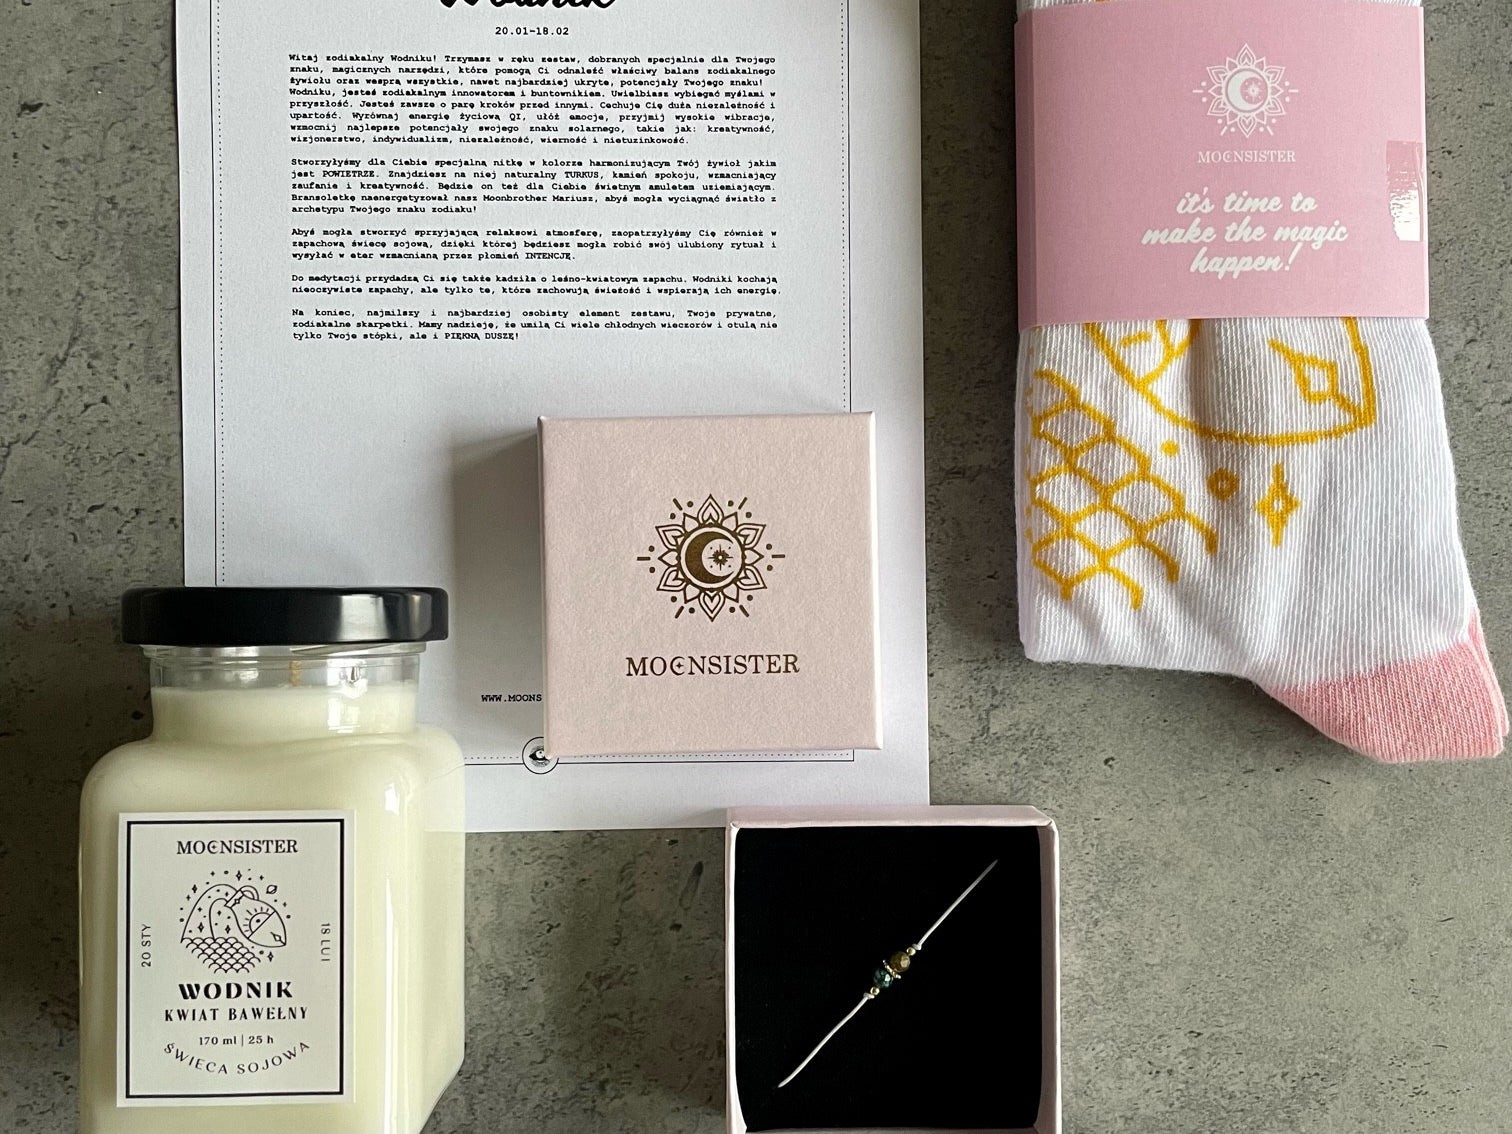 Wodnik
20.01-18.02
Witaj zodiakalny Wodniku! Trzymasz w ręku zestaw, dobranych specjalnie dla Twojego
znaku, magicznych narzędzi, które pomogą Ci odnaleźć właściwy balans zodiakalnego
żywiołu oraz wesprą wszystkie, nawet najbardziej ukryte, potencjały Twojego znaku!
Wodniku, jesteś zodiakalnym innowatorem i buntownikiem. Uwielbiasz wybiegać myślami w
przyszłość. Jesteś zawsze o parę kroków przed innymi. Cechuje Cię duża niezależność i
upartość. Wyrównaj energię życiową QI, ułóż emocje, przyjmij wysokie wibracje,
wzmocnij najlepsze potencjały swojego znaku solarnego, takie jak: kreatywność,
wizjonerstwo, indywidualizm, niezależność, wierność i nietuzinkowość.
Stworzyłyśmy dla Ciebie specjalną nitkę w kolorze harmonizującym Twój żywioł jakim
jest POWIETRZE. Znajdziesz na niej naturalny TURKUS, kamień spokoju, wzmacniający
zaufanie i kreatywność. Będzie on też dla Ciebie świetnym amuletem uziemiającym.
Bransoletkę naenergetyzował nasz Moonbrother Mariusz, abyś mogła wyciągnąć światło z
archetypu Twojego znaku zodiaku!
Abyś mogła stworzyć sprzyjającą relaksowi atmosferę, zaopatrzyłyśmy Cię również w
zapachową świecę sojową, dzięki której będziesz mogła robić swój ulubiony rytuał i
wysyłać w eter wzmacnianą przez płomień INTENCJĘ.
Do medytacji przydadzą Ci się także kadziła o leśno-kwiatowym zapachu. Wodniki kochają
nieoczywiste zapachy, ale tylko te, które zachowują świeżość i wspierają ich energię.
Na koniec, najmilszy i najbardziej osobisty element zestawu, Twoje prywatne,
zodiakalne skarpetki. Mamy nadzieję, że umilą Ci wiele chłodnych wieczorów i otulą nie
tylko Twoje stópki, ale i PIĘKNĄ DUSZĘ!
WWW.MOONS
MOONSISTER
it's time to
make the magic
happen!
MOONSISTER
MOONSISTER
20 STY
18 LUT
WODNIK
KWIAT BAWEŁNY
170 ml | 25 h
ŚWIECA SOJOWA